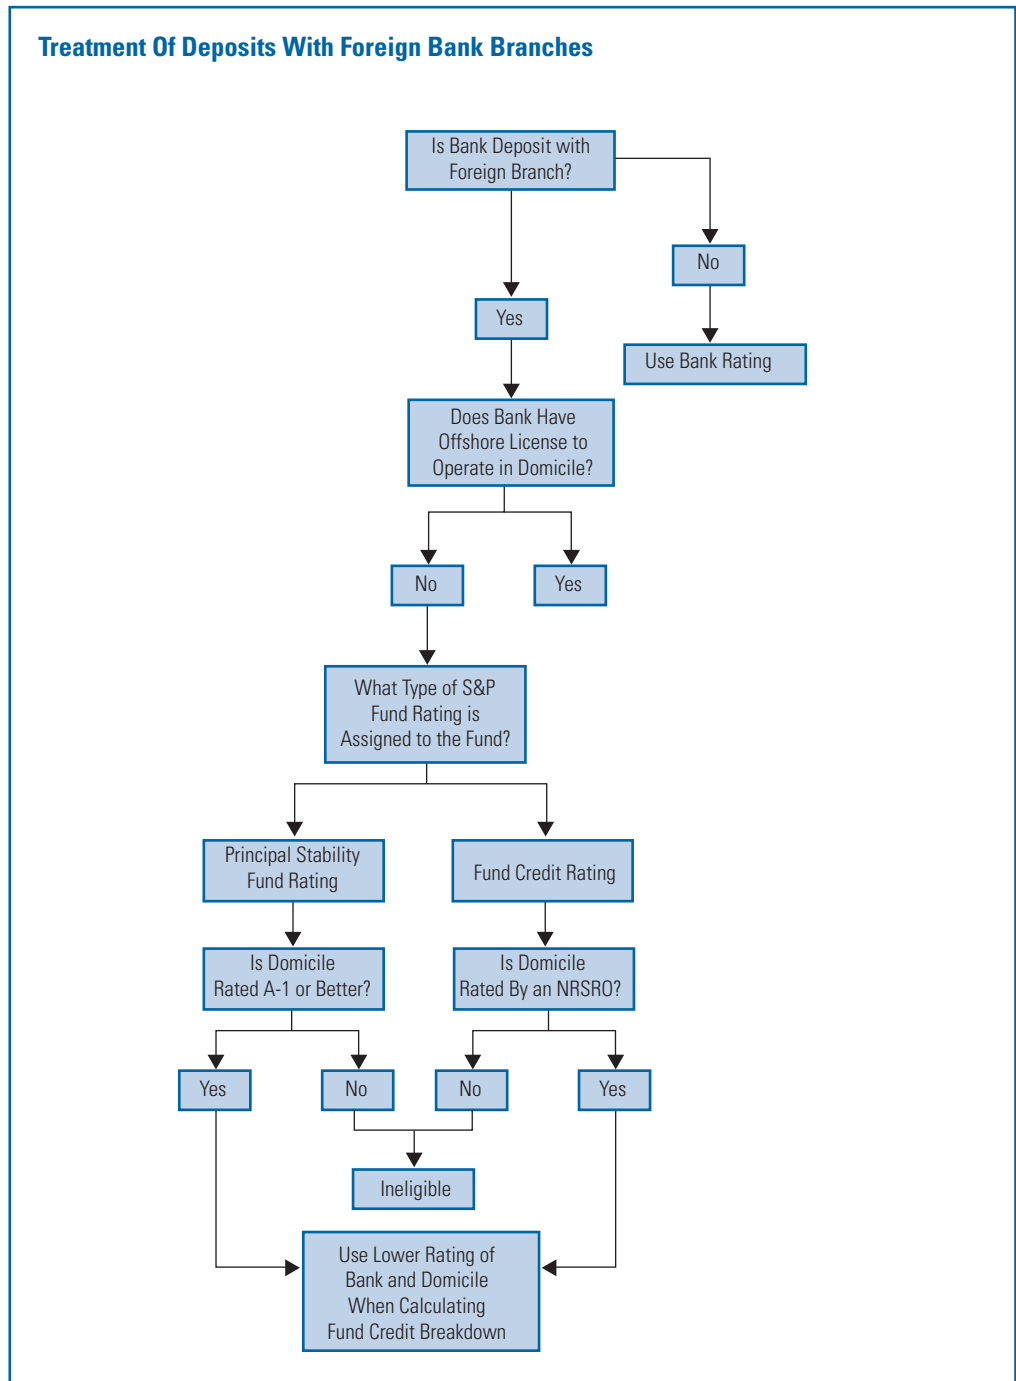 Treatment Of Deposits With Foreign Bank Branches
Is Bank Deposit with
Foreign Branch?
No
Yes
Use Bank Rating
Does Bank Have
Offshore License to
Operate in Domicile?
No
Yes
What Type of S&P
Fund Rating is
Assigned to the Fund?
Principal Stability
Fund Rating
Fund Credit Rating
Is Domicile
Rated A-1 or Better?
Is Domicile
Rated By an NRSRO?
Yes
No
No
Yes
Ineligible
Use Lower Rating of
Bank and Domicile
When Calculating
Fund Credit Breakdown